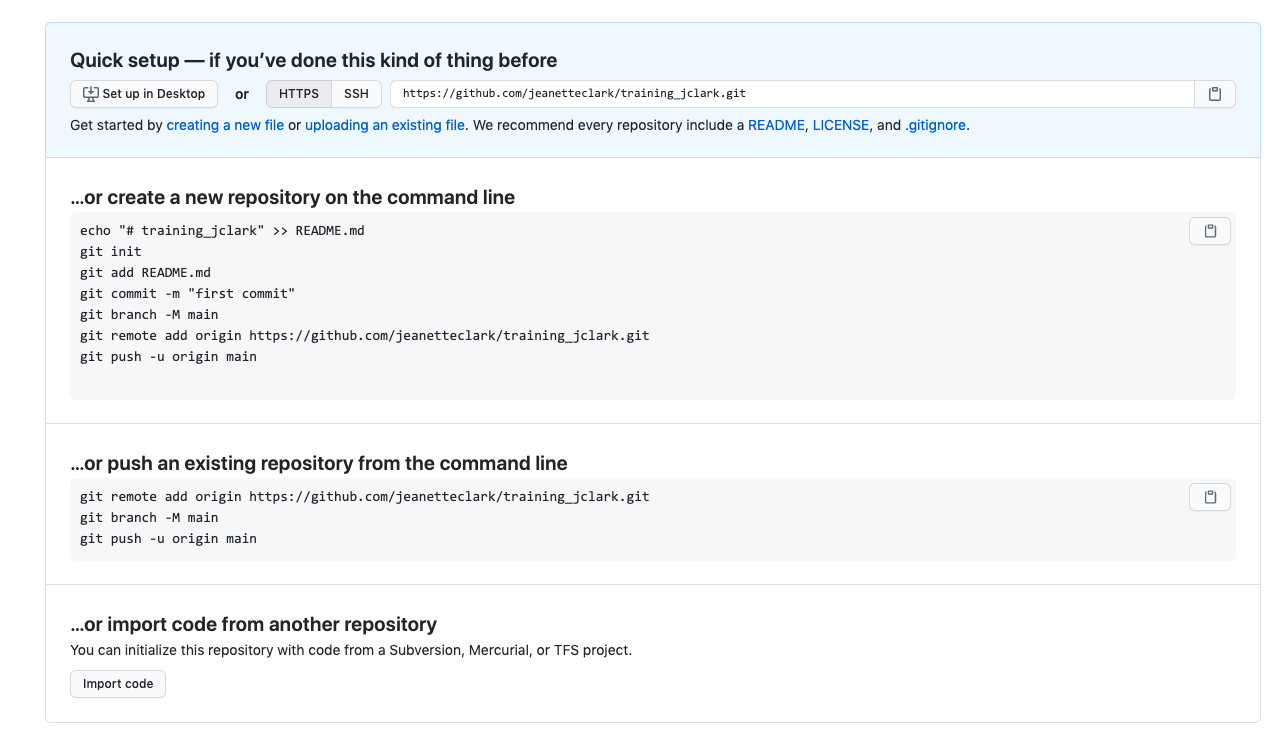 Quick setup — if you’ve done this kind of thing before
Set up in Desktop or HTTPS SSH https://github.com/jeanetteclark/training_jclark.git
Get started by creating a new file or uploading an existing file. We recommend every repository include a README, LICENSE, and .gitignore.
…or create a new repository on the command line
echo "# training_jclark" >> README.md
git init
git add README.md
git commit -m "first commit"
git branch -M main
git remote add origin https://github.com/jeanetteclark/training_jclark.git
git push -u origin main
…or push an existing repository from the command line
git remote add origin https://github.com/jeanetteclark/training_jclark.git
git branch -M main
git push -u origin main
…or import code from another repository
You can initialize this repository with code from a Subversion, Mercurial, or TFS project.
Import code